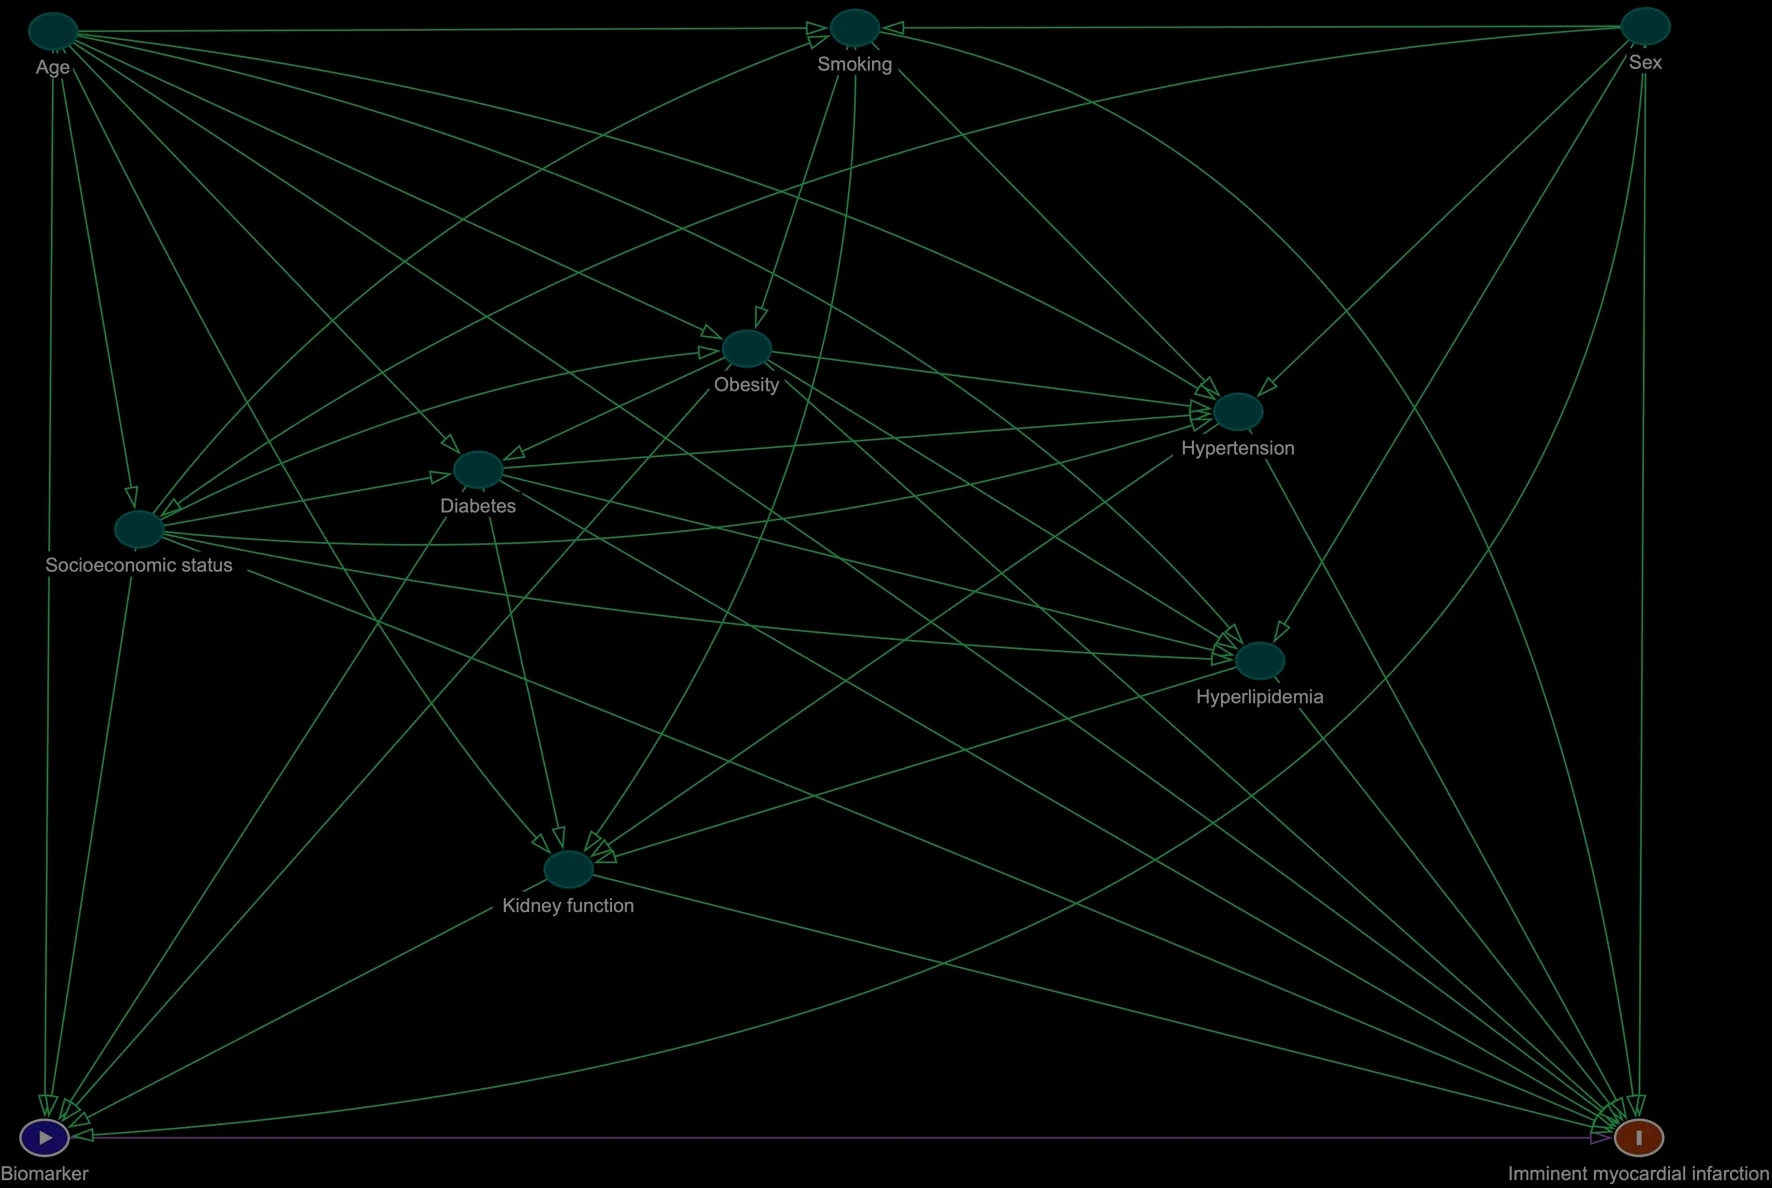 Age
Smoking
Sex
Obesity
Hypertension
Diabetes
Socioeconomic status
Hyperlipidemia
Kidney function
Biomarker
Imminent myocardial infarction